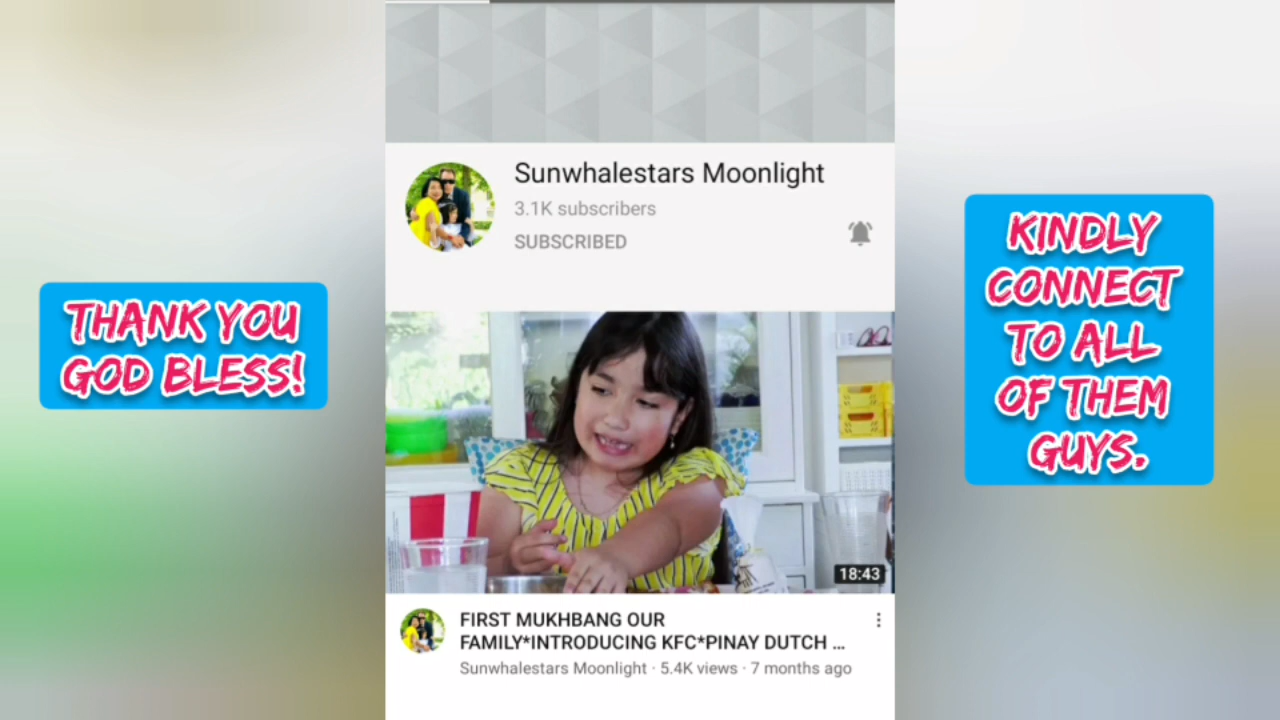 THANK YOU
GOD BLESS!
Sunwhalestars Moonlight
3.1K subscribers
SUBSCRIBED
18:43
FIRST MUKHBANG OUR
FAMILY*INTRODUCING KFC*PINAY DUTCH ...
Sunwhalestars Moonlight · 5.4K views · 7 months ago
KINDLY
CONNECT
TO ALL
OF THEM
GUYS.